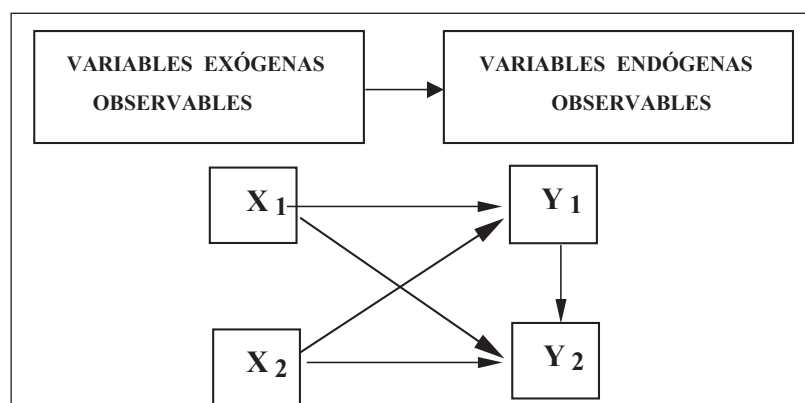 VARIABLES EXÓGENAS
OBSERVABLES
VARIABLES ENDÓGENAS
OBSERVABLES
X 1
Y 1
X 2
Y 2